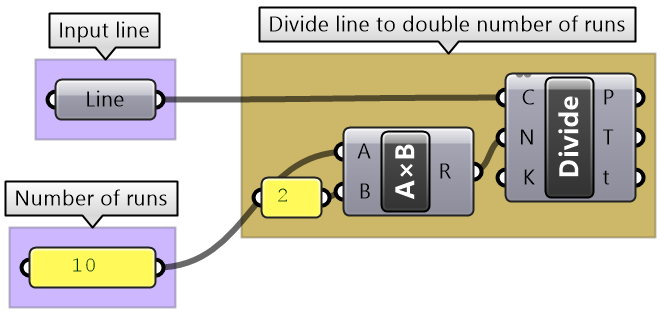 Input line
Divide line to double number of runs
Line
C
P
N
Divide
T
K
t
A
A×B
R
B
2
Number of runs
10